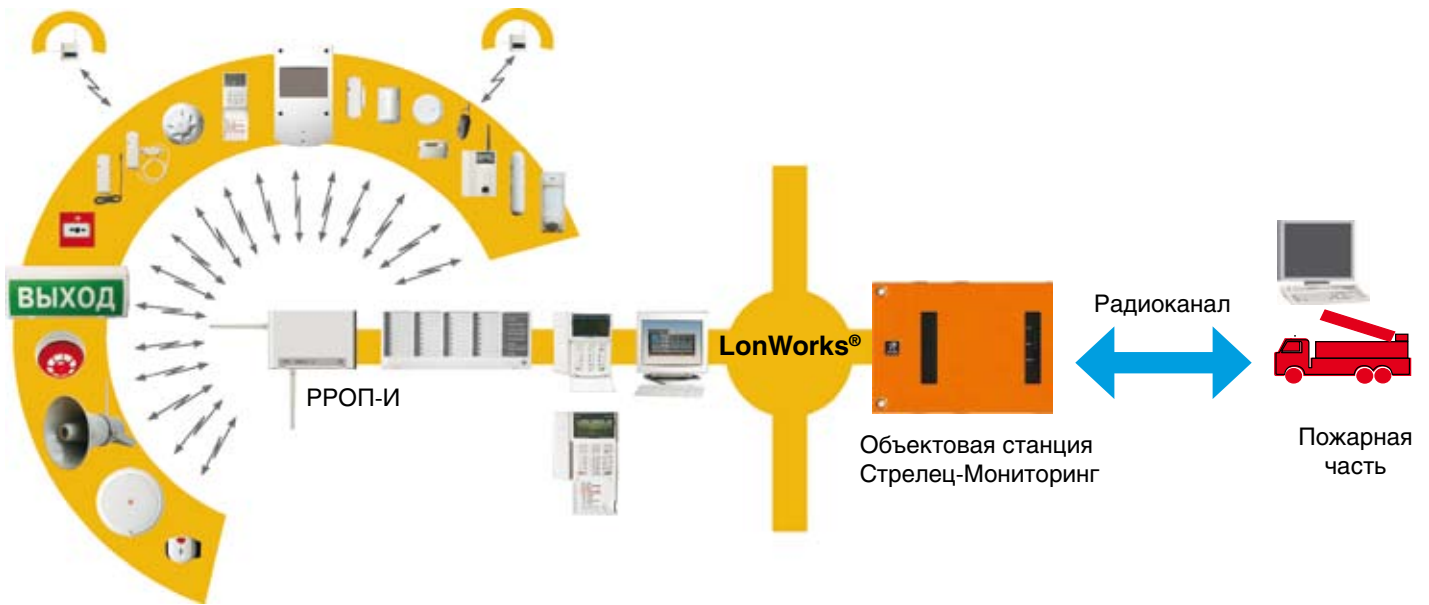 ВЫХОД
РРОП-И
LonWorks®
Объектовая станция
Стрелец-Мониторинг
Радиоканал
Пожарная
часть